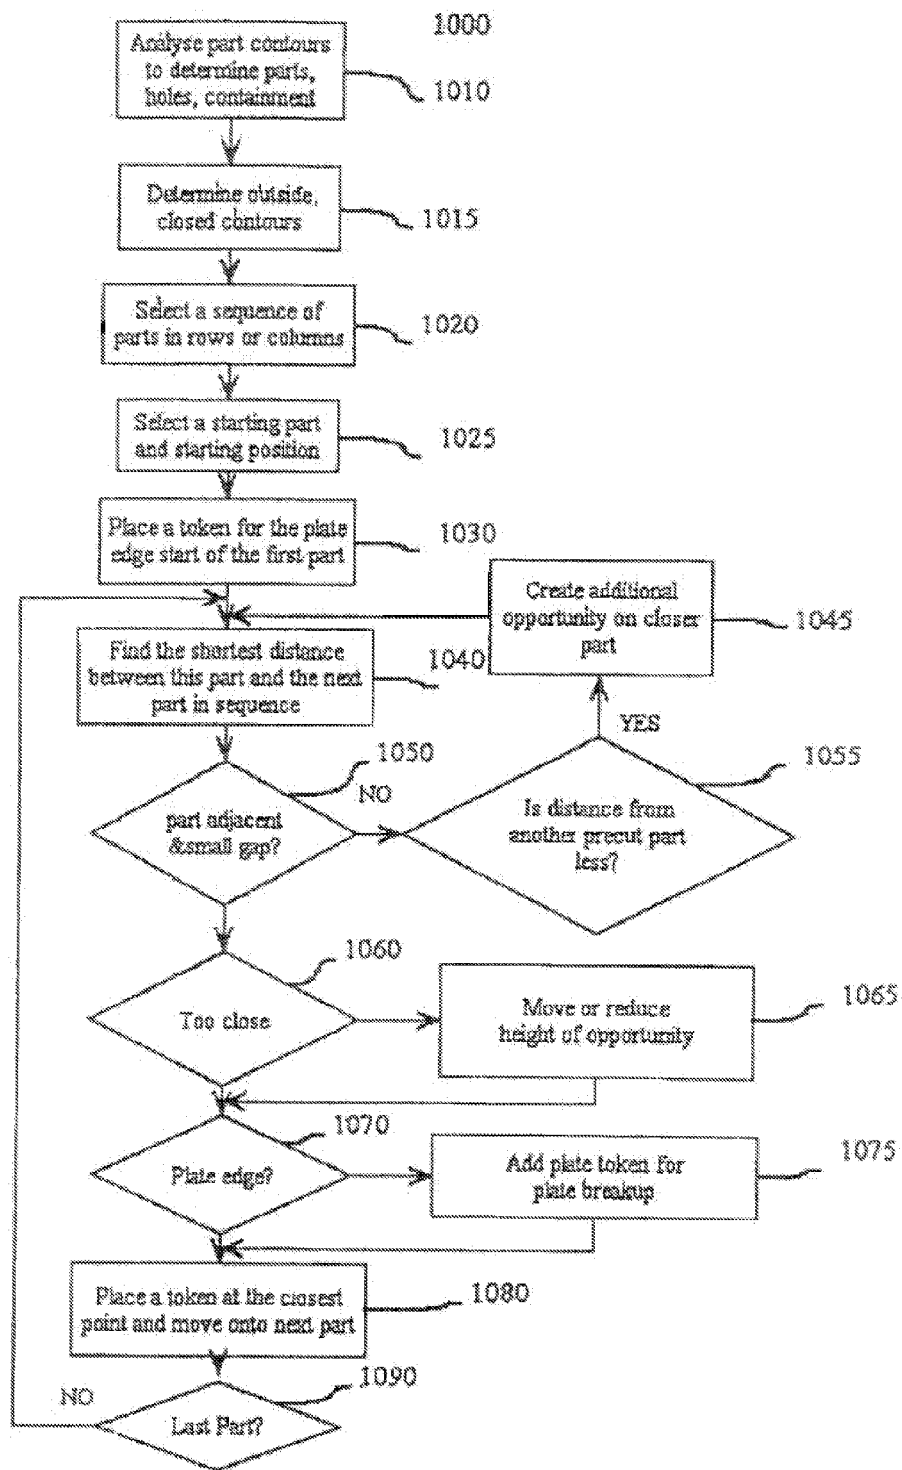 1000
Analyse part contours
to determine parts,
holes, containment
1010
Determine outside,
closed contours
1015
Select a sequence of
parts in rows or columns
1020
Select a starting part
and starting position
1025
Place a token for the plate
edge start of the first part
1030
Create additional
opportunity on closer
part
1045
Find the shortest distance
between this part and the next
part in sequence
1040
YES
1050
NO
part adjacent
&small gap?
1055
Is distance from
another precut part
less?
1060
Too close
Move or reduce
height of opportunity
1065
1070
Plate edge?
Add plate token for
plate breakup
1075
Place a token at the closest
point and move onto next part
1080
1090
NO
Last Part?